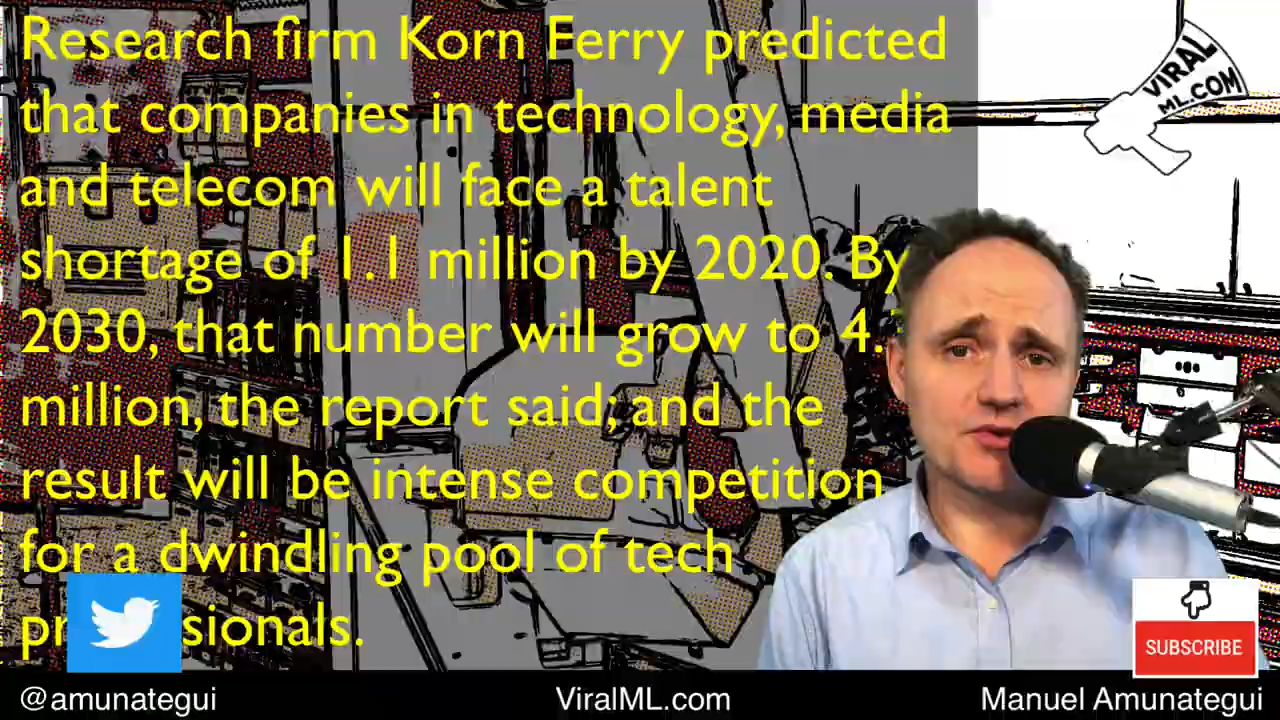 Research firm Korn Ferry predicted
that companies in technology, media
and telecom will face a talent
shortage of 1.1 million by 2020. By
2030, that number will grow to 4.
million, the report said; and the
result will be intense competition
for a dwindling pool of tech
pr sionals.
VIRAL
ML.COM
SUBSCRIBE
@amunategui
ViralML.com
Manuel Amunategui